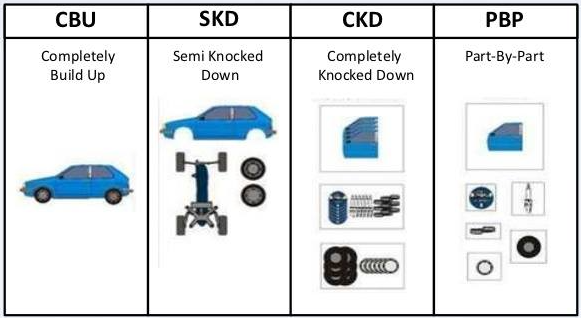 CBU
SKD
CKD
PBP
Completely
Build Up
Semi Knocked
Down
Completely
Knocked Down
Part-By-Part